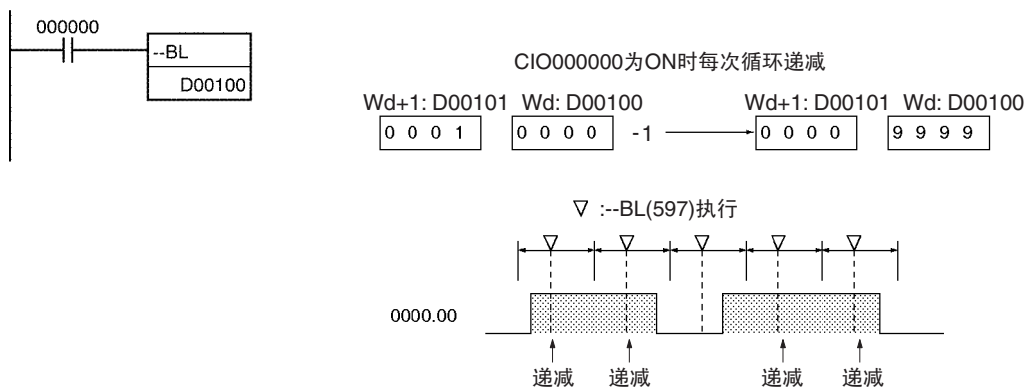 000000
--BL
D00100
CIO000000为ON时每次循环递减
Wd+1: D00101 Wd: D00100 Wd+1: D00101 Wd: D00100
0 0 0 1 0 0 0 0 -1 0 0 0 0 9 9 9 9
▽ :--BL(597)执行
0000.00
递减 递减 递减 递减